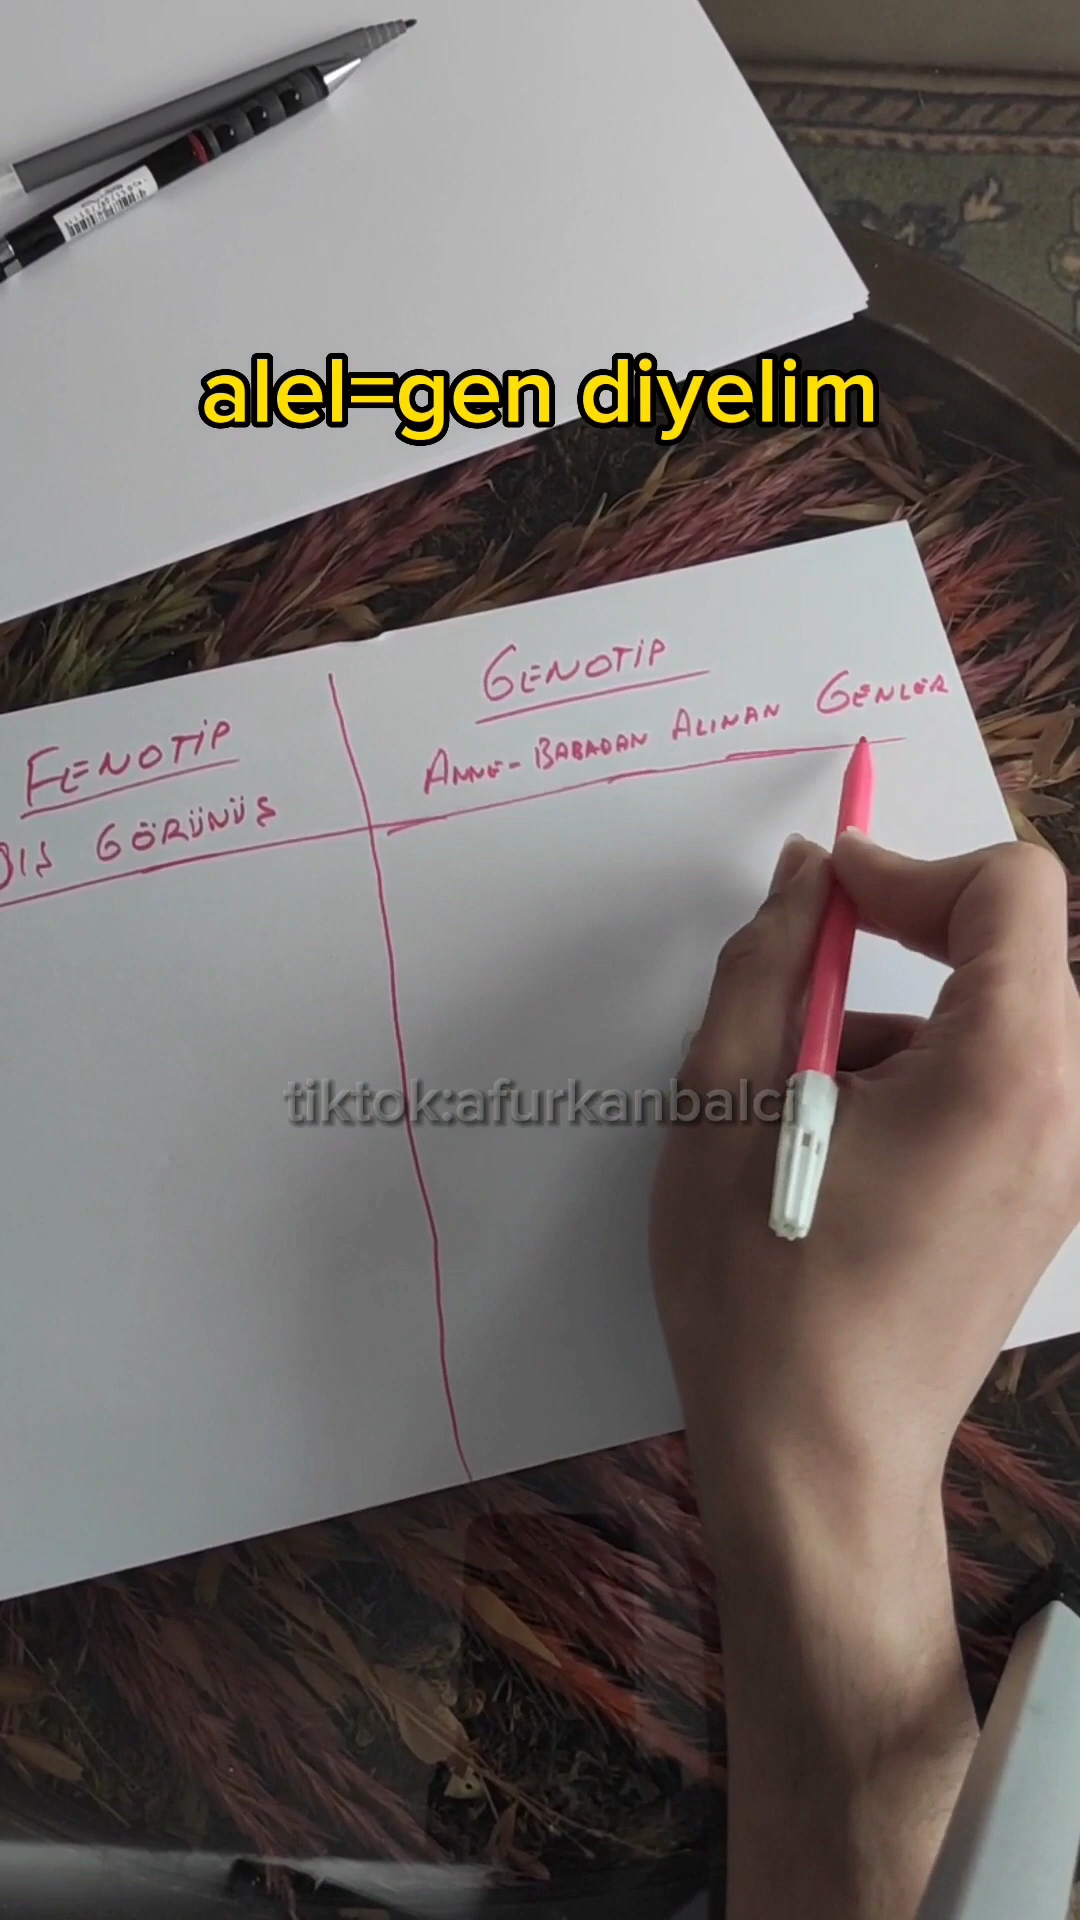 alel=gen diyelim
FENOTİP
DIŞ GÖRÜNÜŞ
GENOTİP
ANNE-BABADAN ALINAN GENLER
tiktok:afurkanbalci